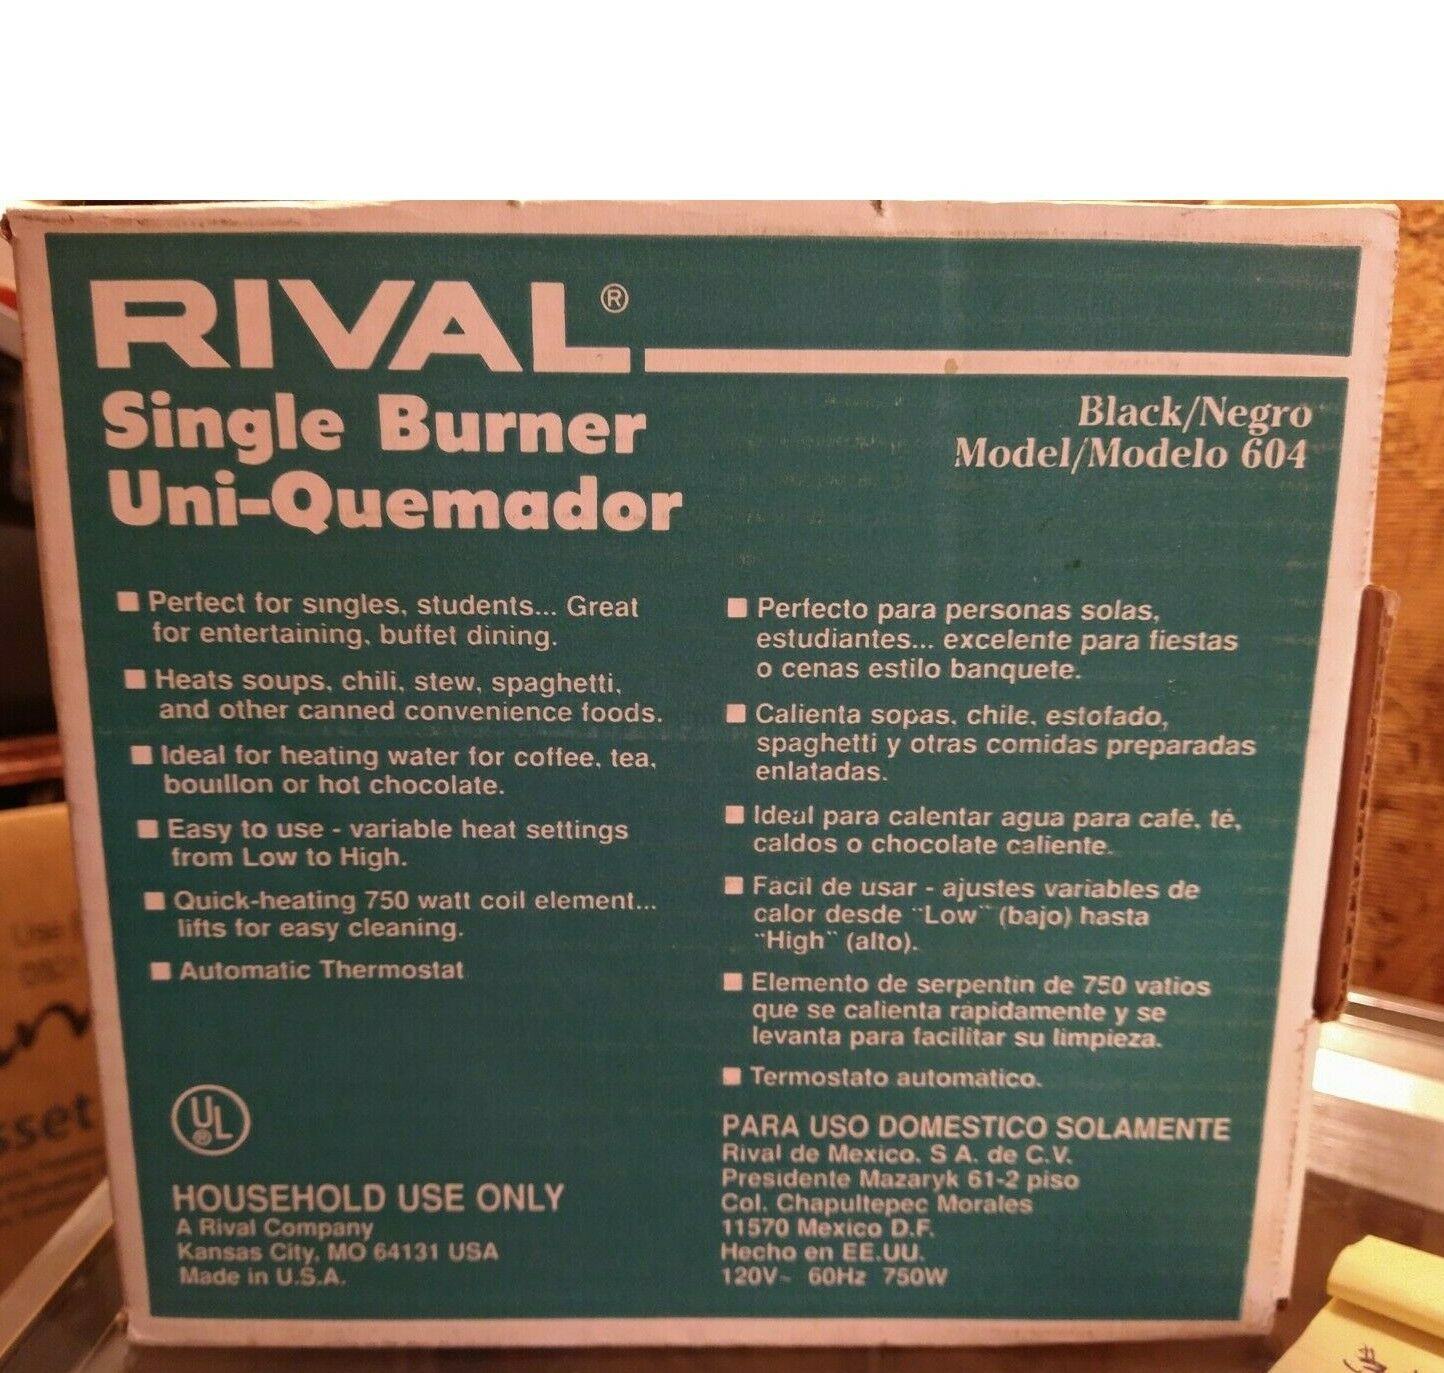 RIVAL®
Single Burner
Uni-Quemador
Black/Negro
Model/Modelo 604
■ Perfect for singles, students... Great
for entertaining, buffet dining.
■ Heats soups, chili, stew, spaghetti,
and other canned convenience foods.
■ Ideal for heating water for coffee, tea,
bouillon or hot chocolate.
■ Easy to use - variable heat settings
from Low to High.
■ Quick-heating 750 watt coil element...
lifts for easy cleaning.
■ Automatic Thermostat
UL®
HOUSEHOLD USE ONLY
A Rival Company
Kansas City, MO 64131 USA
Made in U.S.A.
■ Perfecto para personas solas,
estudiantes... excelente para fiestas
o cenas estilo banquete.
■ Calienta sopas, chile, estofado,
spaghetti y otras comidas preparadas
enlatadas.
■ Ideal para calentar agua para café, té,
caldos o chocolate caliente.
■ Fácil de usar - ajustes variables de
calor desde "Low" (bajo) hasta
"High" (alto).
■ Elemento de serpentín de 750 vatios
que se calienta rápidamente y se
levanta para facilitar su limpieza.
■ Termostato automático.
PARA USO DOMESTICO SOLAMENTE
Rival de Mexico, S A. de C.V.
Presidente Mazaryk 61-2 piso
Col. Chapultepec Morales
11570 Mexico D.F.
Hecho en EE.UU.
120V~ 60Hz 750W
sset